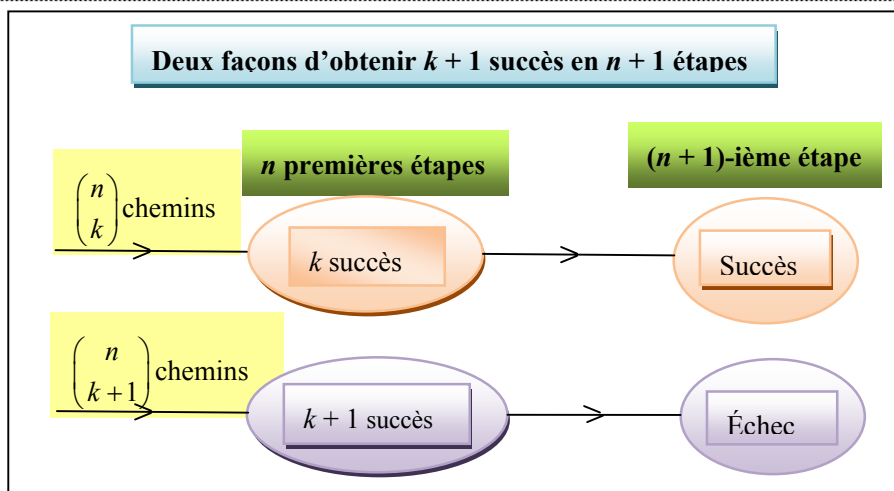 Deux façons d'obtenir k + 1 succès en n + 1 étapes
n premières étapes
(n + 1)-ième étape
(n k) chemins
k succès
Succès
(n k + 1) chemins
k + 1 succès
Échec